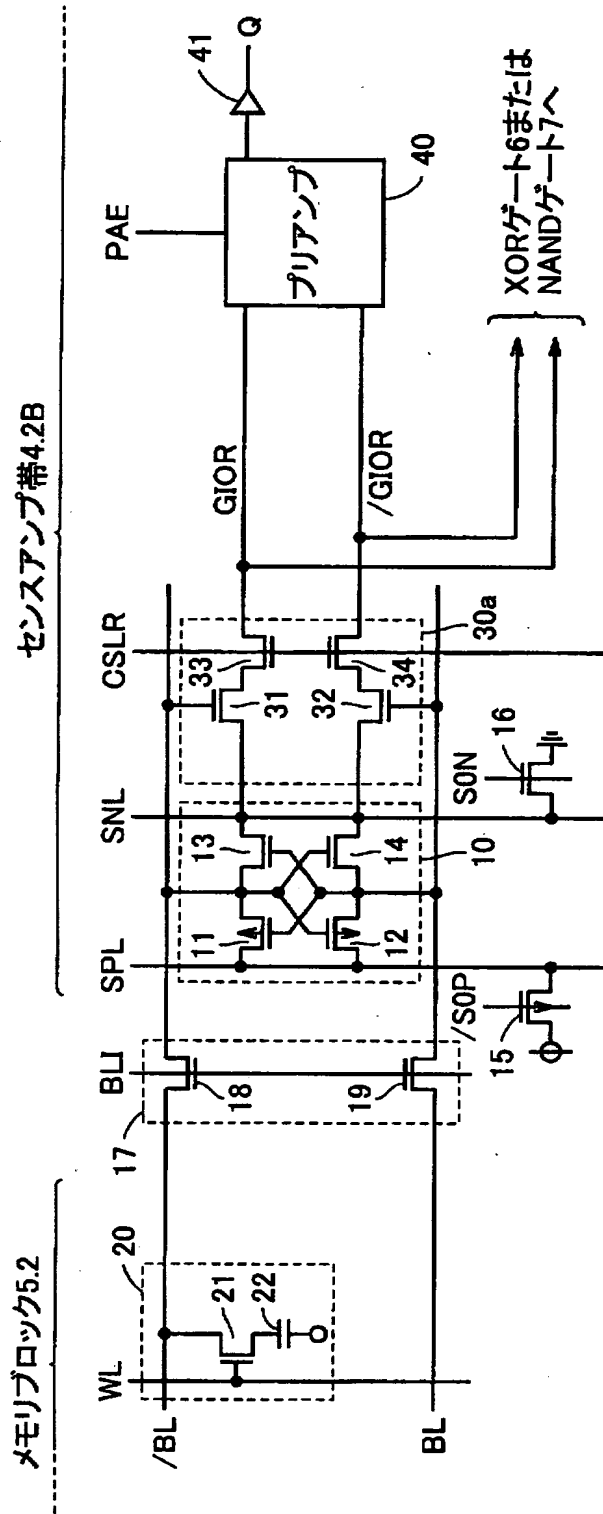 メモリブロック5.2
センスアンプ帯4.2B
WL
20
17
BLI
SPL
SNL
CSLR
PAE
41
Q
/BL
21
22
18
11
13
31
33
GIOR
プリアンプ
40
19
12
14
32
34
/GIOR
BL
10
30a
/S0P
15
S0N
16
XORゲート6または
NANDゲート7へ